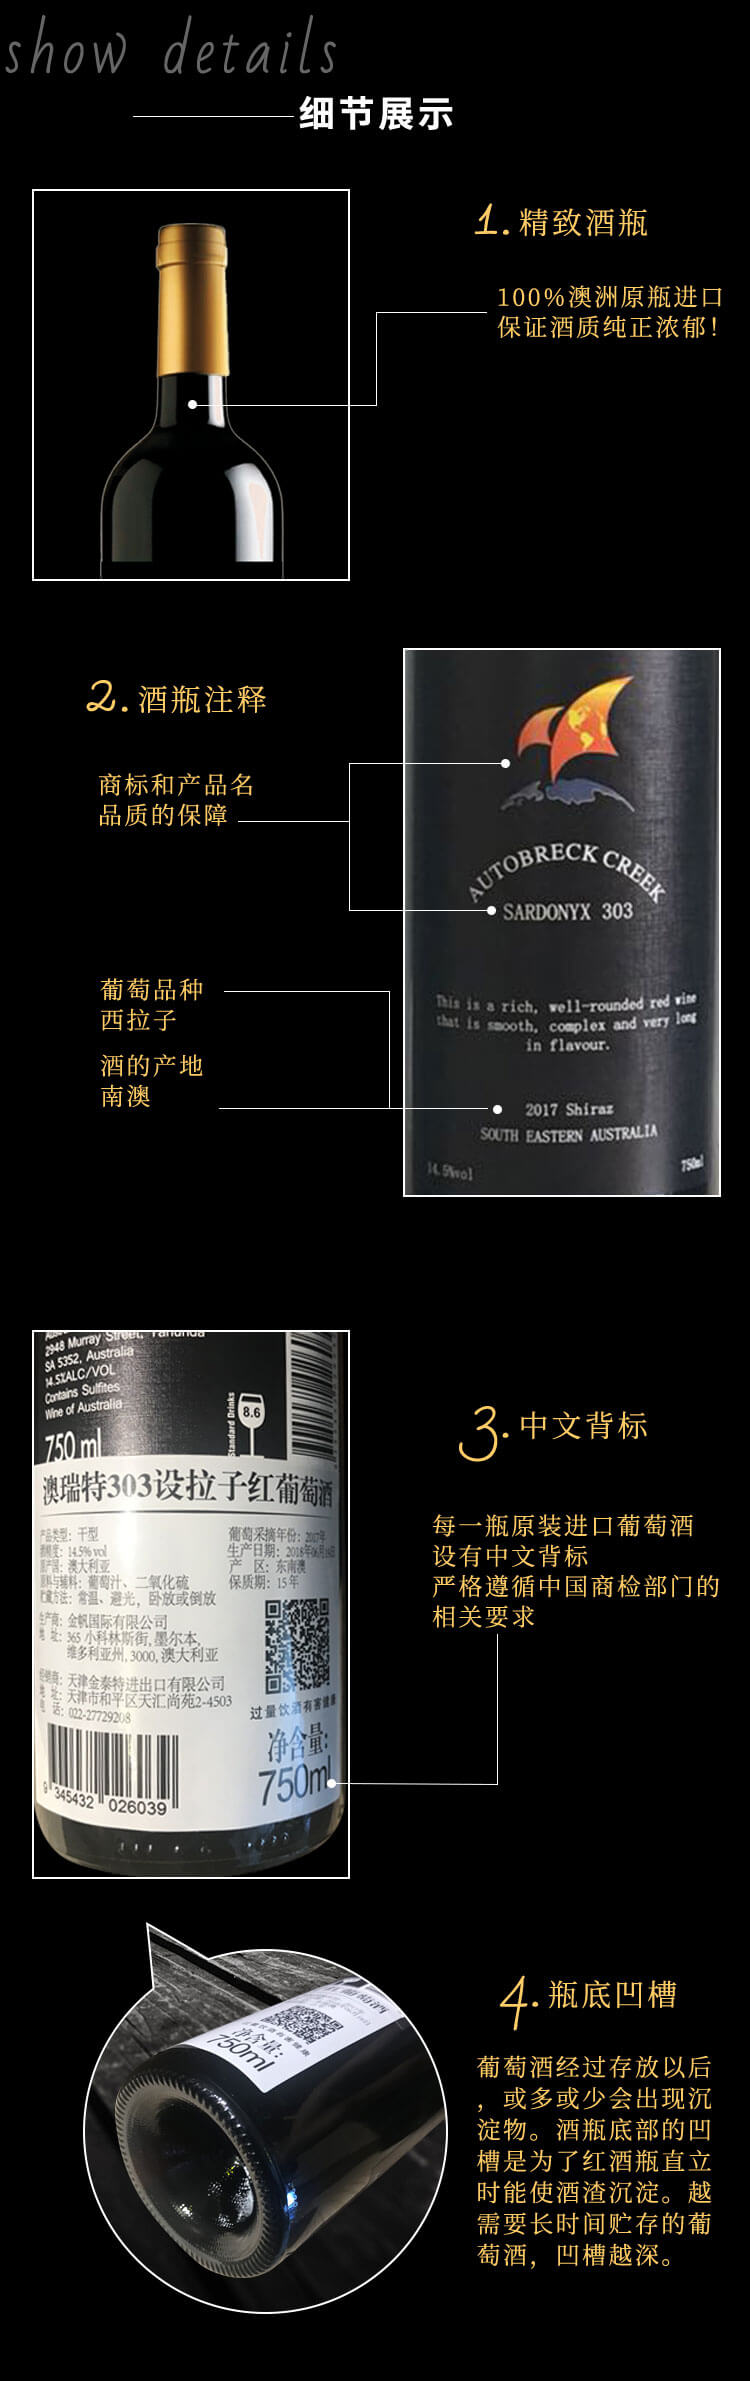 show details
细节展示
1.精致酒瓶
100%澳洲原瓶进口
保证酒质纯正浓郁！
2.酒瓶注释
商标和产品名
品质的保障
葡萄品种
西拉子
酒的产地
南澳
AUTOBRECK CREEK
SARDONYX 303
This is a rich, well-rounded red wine
that is smooth, complex and very long
in flavour.
2017 Shiraz
SOUTH EASTERN AUSTRALIA
14.5%vol
750ml
2948 Murray Street, Tanunda
SA 5352, Australia
14.5%ALC/VOL
Contains Sulfites
Wine of Australia
750 ml
8.6
Standard Drinks
澳瑞特303设拉子红葡萄酒
产品类型：干型
酒精度：14.5% vol
原产国：澳大利亚
原料与辅料：葡萄汁、二氧化硫
贮藏方法：常温、避光，卧放或倒放
葡萄采摘年份：2017年
生产日期：2018年06月
产 区：东南澳
保质期：15年
生产商：金帆国际有限公司
地 址：365 小科林斯街, 墨尔本,
维多利亚州, 3000, 澳大利亚
经销商：天津金泰特进出口有限公司
地 址：天津市和平区天汇尚苑2-4503
电 话：022-27729208
过量饮酒有害健康
净含量:
750ml
9 345432 026039
3.中文背标
每一瓶原装进口葡萄酒
设有中文背标
严格遵循中国商检部门的
相关要求
葡萄酒
过量饮酒有害健康
净含量:
750ml
4.瓶底凹槽
葡萄酒经过存放以后
，或多或少会出现沉
淀物。酒瓶底部的凹
槽是为了红酒瓶直立
时能使酒渣沉淀。越
需要长时间贮存的葡
萄酒，凹槽越深。